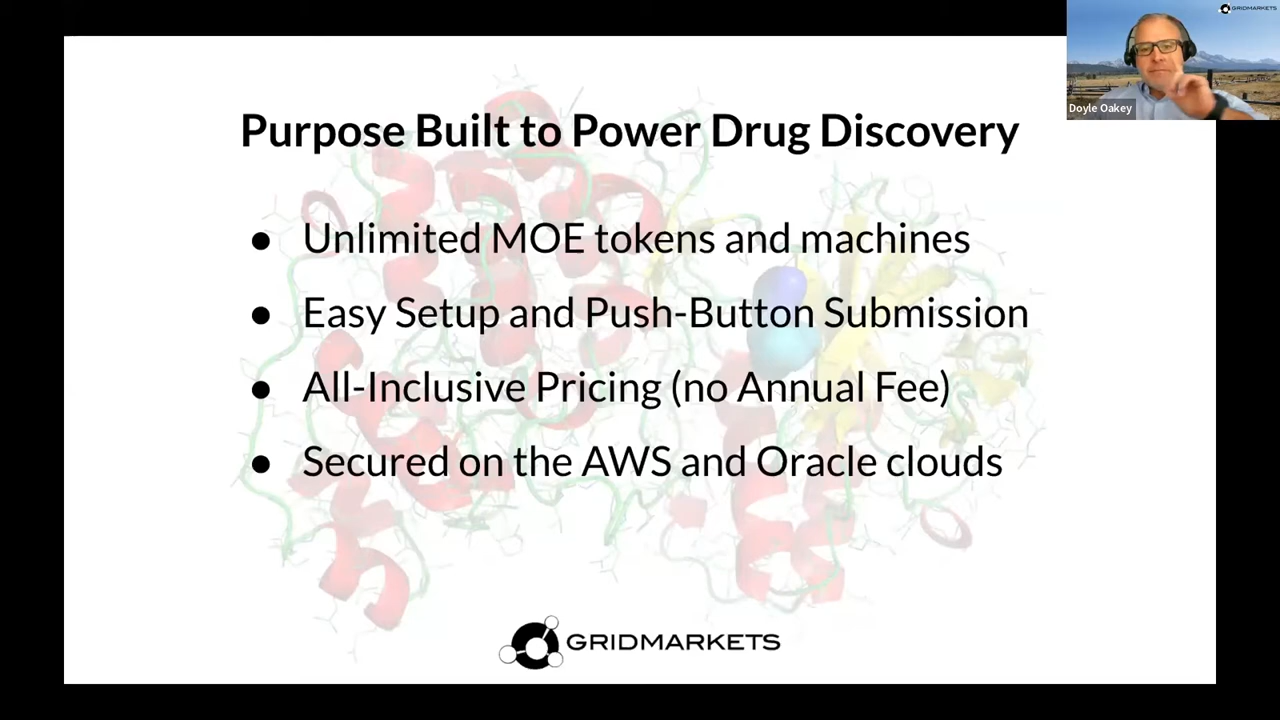 GRIDMARKETS
Doyle Oakey
Purpose Built to Power Drug Discovery
● Unlimited MOE tokens and machines
● Easy Setup and Push-Button Submission
● All-Inclusive Pricing (no Annual Fee)
● Secured on the AWS and Oracle clouds
GRIDMARKETS